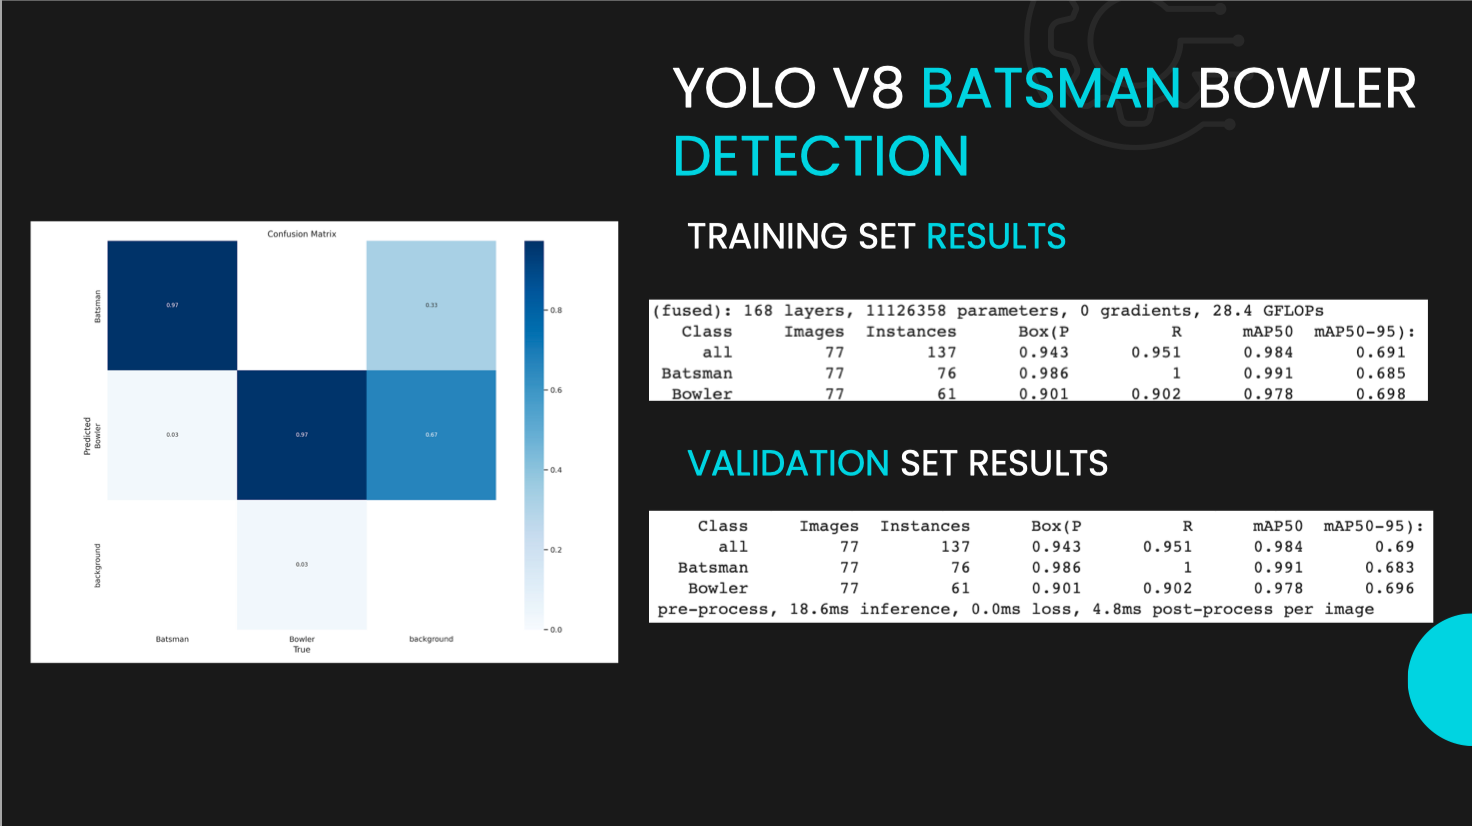 YOLO V8 BATSMAN BOWLER
DETECTION
TRAINING SET RESULTS
(fused): 168 layers, 11126358 parameters, 0 gradients, 28.4 GFLOPs
Class Images Instances Box(P R mAP50 mAP50-95):
all 77 137 0.943 0.951 0.984 0.691
Batsman 77 76 0.986 1 0.991 0.685
Bowler 77 61 0.901 0.902 0.978 0.698
VALIDATION SET RESULTS
Class Images Instances Box(P R mAP50 mAP50-95):
all 77 137 0.943 0.951 0.984 0.69
Batsman 77 76 0.986 1 0.991 0.683
Bowler 77 61 0.901 0.902 0.978 0.696
pre-process, 18.6ms inference, 0.0ms loss, 4.8ms post-process per image
Confusion Matrix
Predicted
Batsman
0.97 0.33
Bowler
0.03 0.97 0.67
background
0.03
Batsman Bowler background
True
0.8
0.6
0.4
0.2
0.0